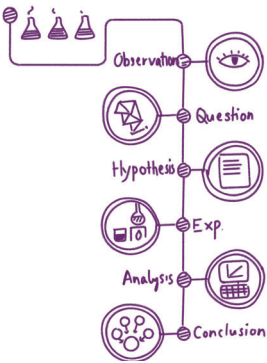 Observation
Question
Hypothesis
Exp.
Analysis
Conclusion